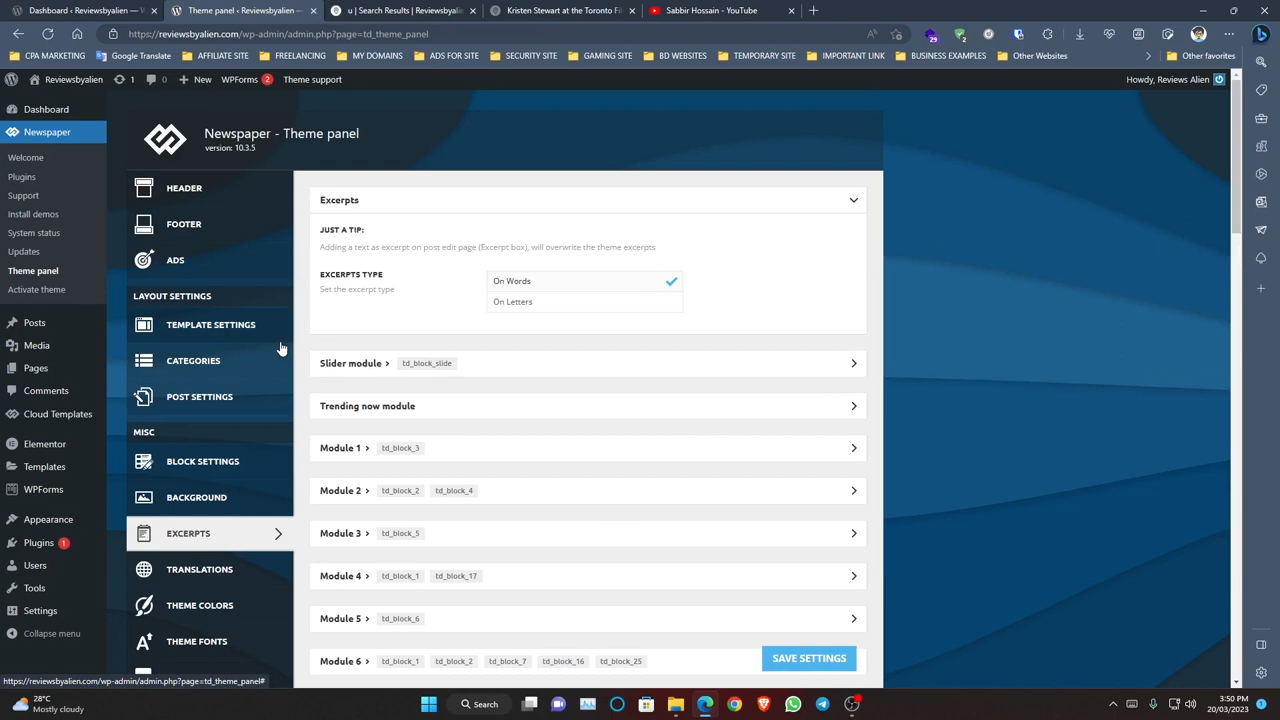 Reviewsbyalien ‹ Dashboard — W
Theme panel ‹ Reviewsbyalien —
u | Search Results | Reviewsbyalien
Kristen Stewart at the Toronto Fi
Sabbir Hossain - YouTube
https://reviewsbyalien.com/wp-admin/admin.php?page=td_theme_panel
CPA MARKING
Google Translate
AFFILIATE SITE
FREELANCING
MY DOMAINS
ADS FOR SITE
SECURITY SITE
GAMING SITE
BD WEBSITES
TEMPORARY SITE
IMPORTANT LINK
BUSINESS EXAMPLES
Other Websites
Other favorites
Reviewsbyalien
1
0
New
WPForms 2
Theme support
Howdy, Reviews Alien
Dashboard
Newspaper
Welcome
Plugins
Support
Install demos
System status
Updates
Theme panel
Activate theme
Posts
Media
Pages
Comments
Cloud Templates
Elementor
Templates
WPForms
Appearance
Plugins 1
Users
Tools
Settings
Collapse menu
Newspaper - Theme panel
version: 10.3.5
HEADER
FOOTER
ADS
LAYOUT SETTINGS
TEMPLATE SETTINGS
CATEGORIES
POST SETTINGS
MISC
BLOCK SETTINGS
BACKGROUND
EXCERPTS
TRANSLATIONS
THEME COLORS
THEME FONTS
Excerpts
JUST A TIP:
Adding a text as excerpt on post edit page (Excerpt box), will overwrite the theme excerpts
EXCERPTS TYPE
Set the excerpt type
On Words
On Letters
Slider module › td_block_slide
Trending now module
Module 1 › td_block_3
Module 2 › td_block_2 td_block_4
Module 3 › td_block_5
Module 4 › td_block_1 td_block_17
Module 5 › td_block_6
Module 6 › td_block_1 td_block_2 td_block_7 td_block_16 td_block_25
SAVE SETTINGS
https://reviewsbyalien.com/wp-admin/admin.php?page=td_theme_panel#
28°C
Mostly cloudy
Search
3:50 PM
20/03/2023